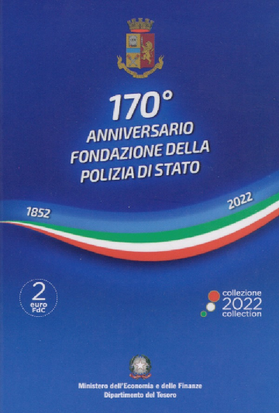 170°
ANNIVERSARIO
FONDAZIONE DELLA
POLIZIA DI STATO
1852
2022
2
euro
FdC
collezione
2022
collection
Ministero dell'Economia e delle Finanze
Dipartimento del Tesoro